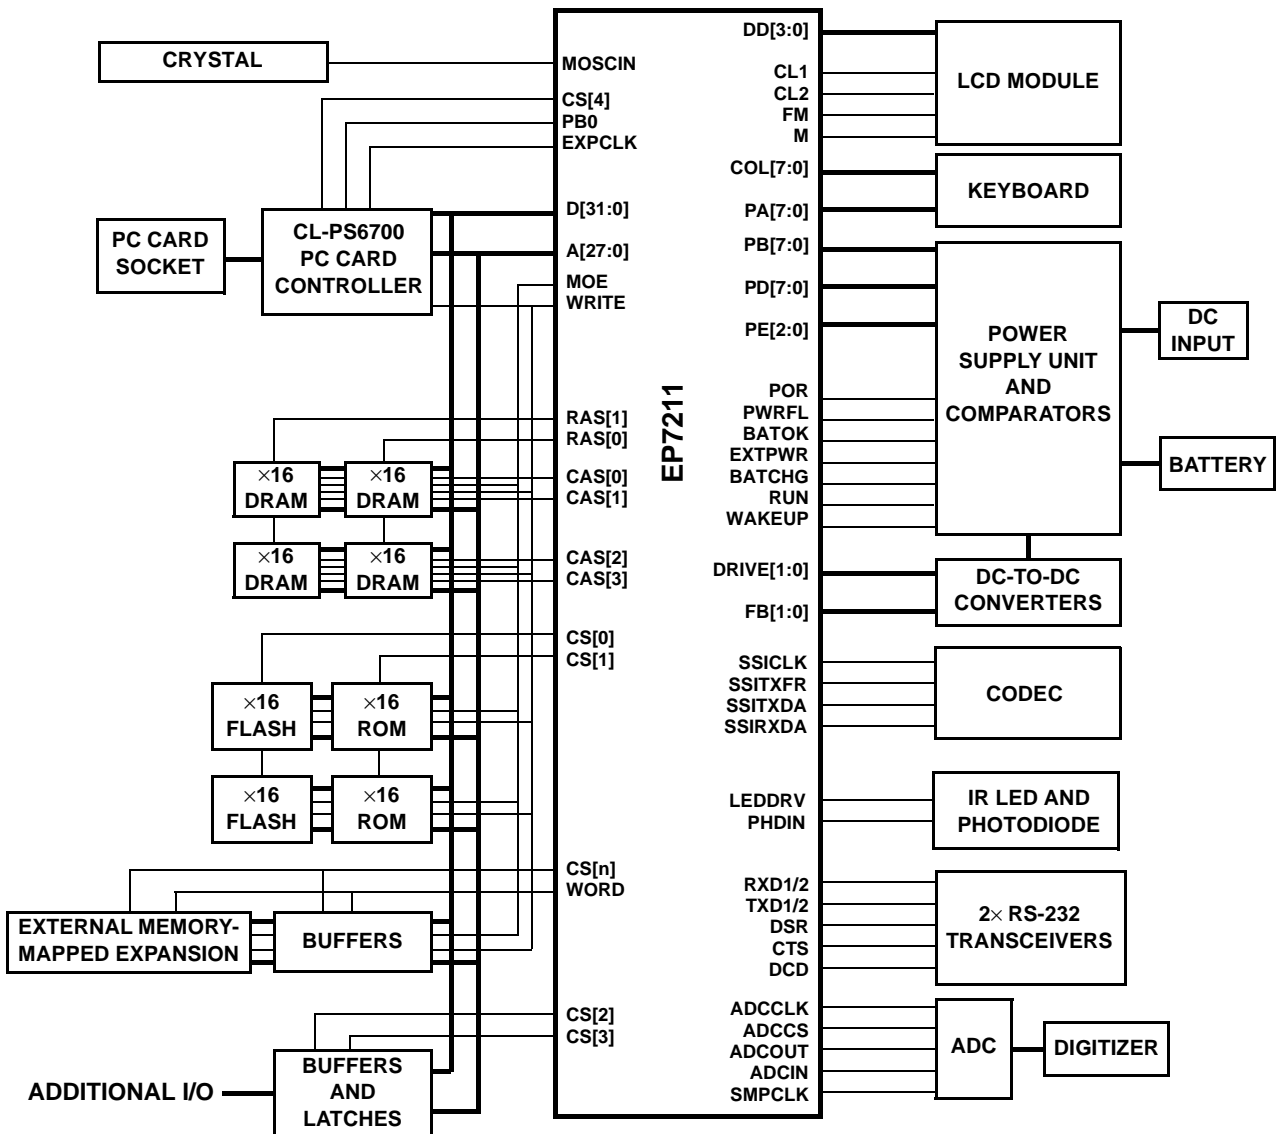 CRYSTAL
MOSCIN
CS[4]
PB0
EXPCLK
D[31:0]
A[27:0]
MOE
WRITE
PC CARD
SOCKET
CL-PS6700
PC CARD
CONTROLLER
RAS[1]
RAS[0]
×16
DRAM
×16
DRAM
CAS[0]
CAS[1]
×16
DRAM
×16
DRAM
CAS[2]
CAS[3]
CS[0]
CS[1]
×16
FLASH
×16
ROM
×16
FLASH
×16
ROM
CS[n]
WORD
EXTERNAL MEMORY-
MAPPED EXPANSION
BUFFERS
CS[2]
CS[3]
ADDITIONAL I/O
BUFFERS
AND
LATCHES
EP7211
DD[3:0]
CL1
CL2
FM
M
LCD MODULE
COL[7:0]
PA[7:0]
KEYBOARD
PB[7:0]
PD[7:0]
PE[2:0]
POR
PWRFL
BATOK
EXTPWR
BATCHG
RUN
WAKEUP
POWER
SUPPLY UNIT
AND
COMPARATORS
DC
INPUT
BATTERY
DRIVE[1:0]
FB[1:0]
DC-TO-DC
CONVERTERS
SSICLK
SSITXFR
SSITXDA
SSIRXDA
CODEC
LEDDRV
PHDIN
IR LED AND
PHOTODIODE
RXD1/2
TXD1/2
DSR
CTS
DCD
2× RS-232
TRANSCEIVERS
ADCCLK
ADCCS
ADCOUT
ADCIN
SMPCLK
ADC
DIGITIZER